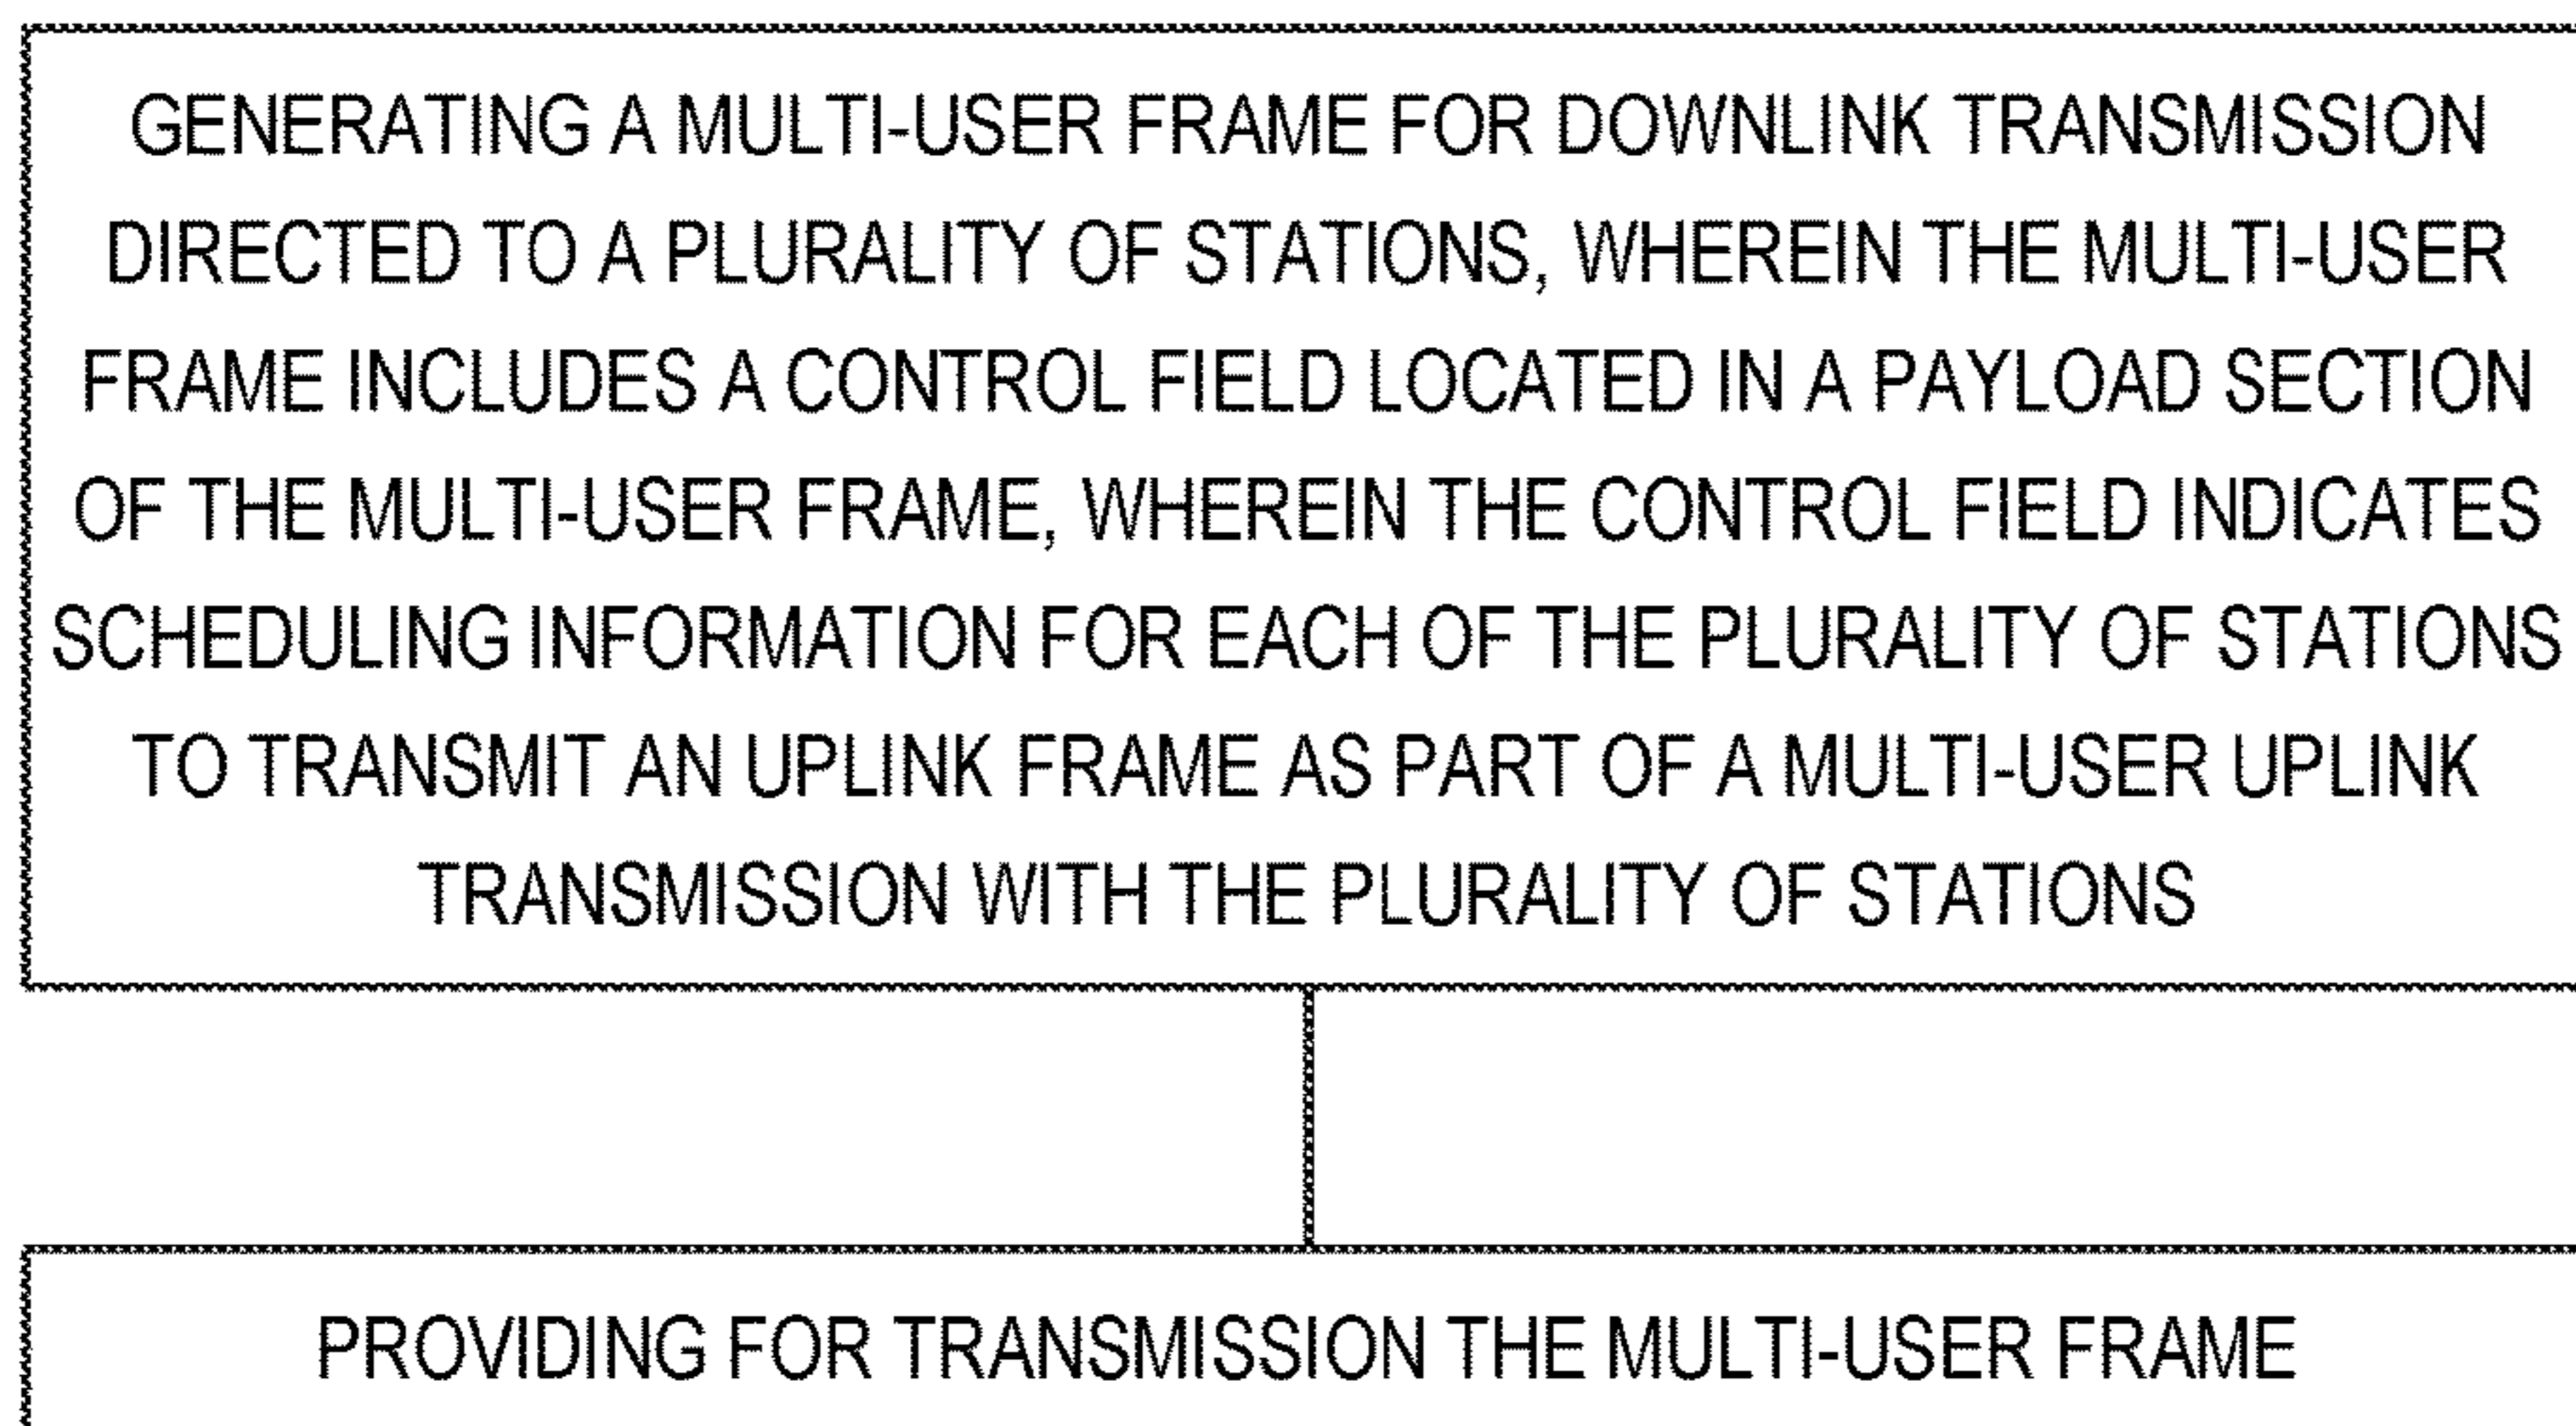 GENERATING A MULTI-USER FRAME FOR DOWNLINK TRANSMISSION
DIRECTED TO A PLURALITY OF STATIONS, WHEREIN THE MULTI-USER
FRAME INCLUDES A CONTROL FIELD LOCATED IN A PAYLOAD SECTION
OF THE MULTI-USER FRAME, WHEREIN THE CONTROL FIELD INDICATES
SCHEDULING INFORMATION FOR EACH OF THE PLURALITY OF STATIONS
TO TRANSMIT AN UPLINK FRAME AS PART OF A MULTI-USER UPLINK
TRANSMISSION WITH THE PLURALITY OF STATIONS
PROVIDING FOR TRANSMISSION THE MULTI-USER FRAME